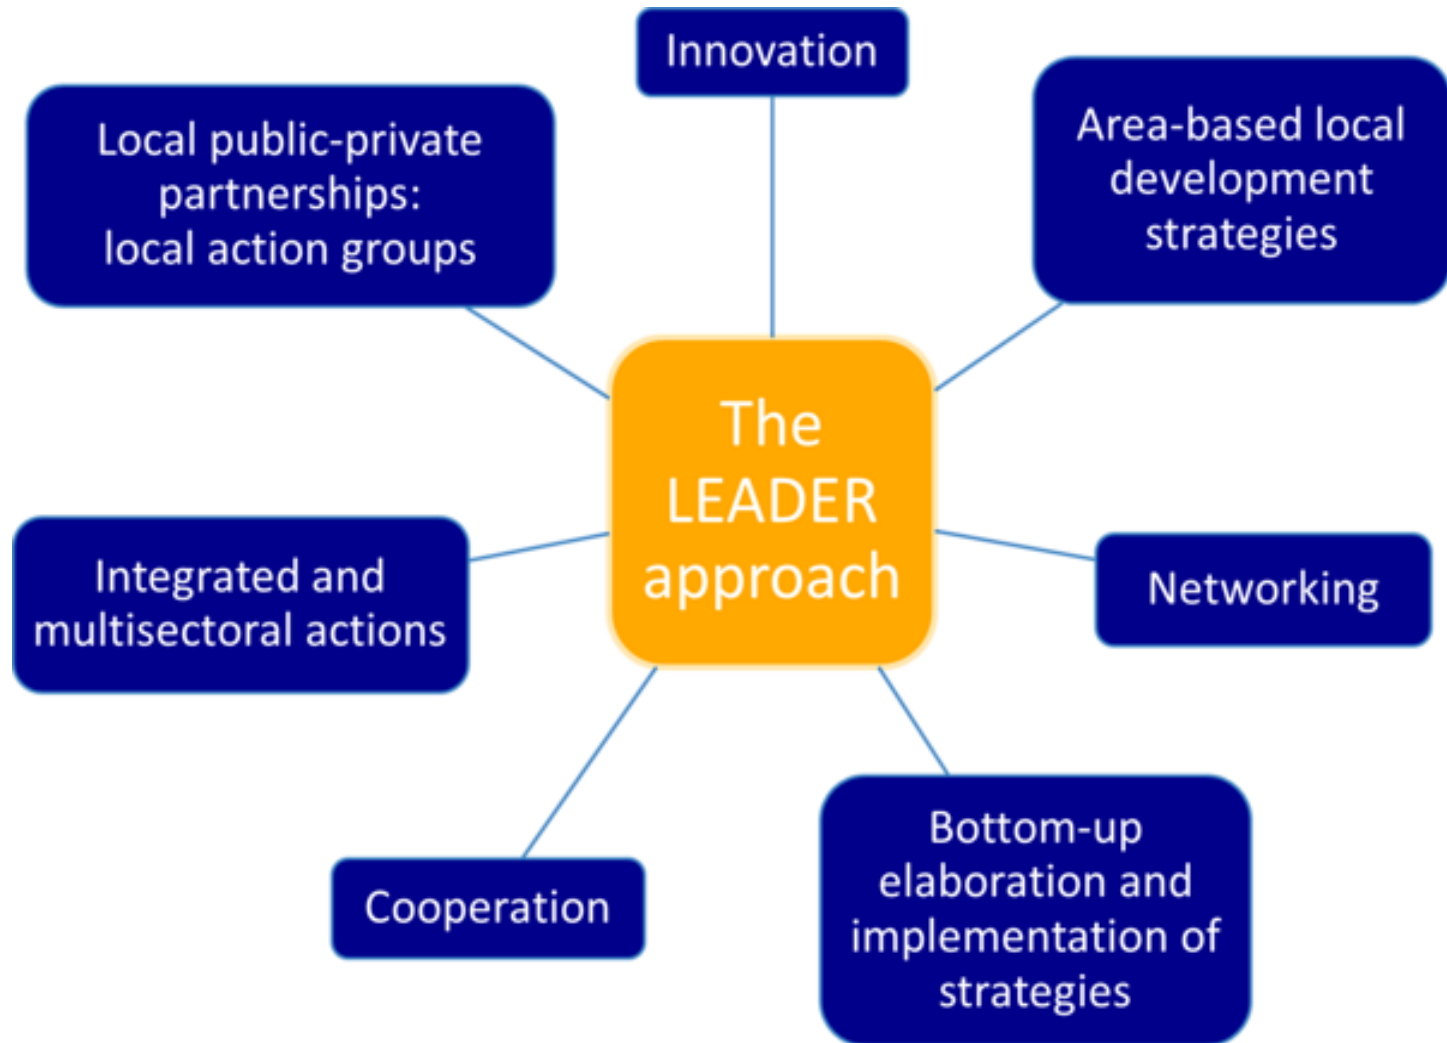 Innovation
Local public-private
partnerships:
local action groups
Area-based local
development
strategies
The
LEADER
approach
Integrated and
multisectoral actions
Networking
Cooperation
Bottom-up
elaboration and
implementation of
strategies